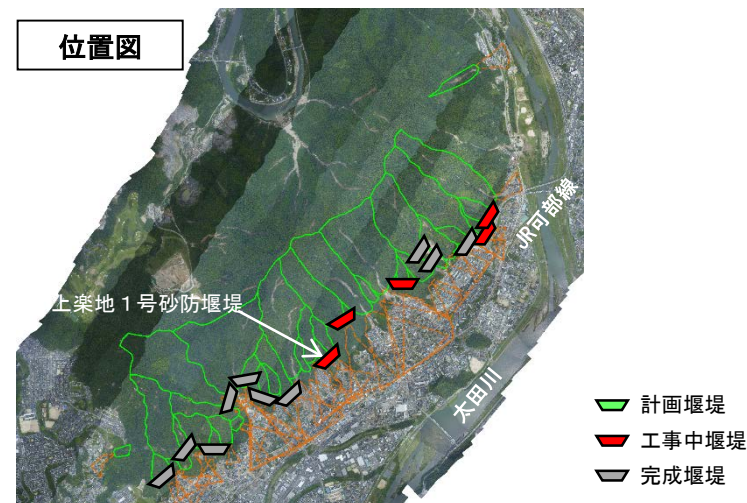 位置図
JR可部線
上楽地1号砂防堰堤
太田川
計画堰堤
工事中堰堤
完成堰堤